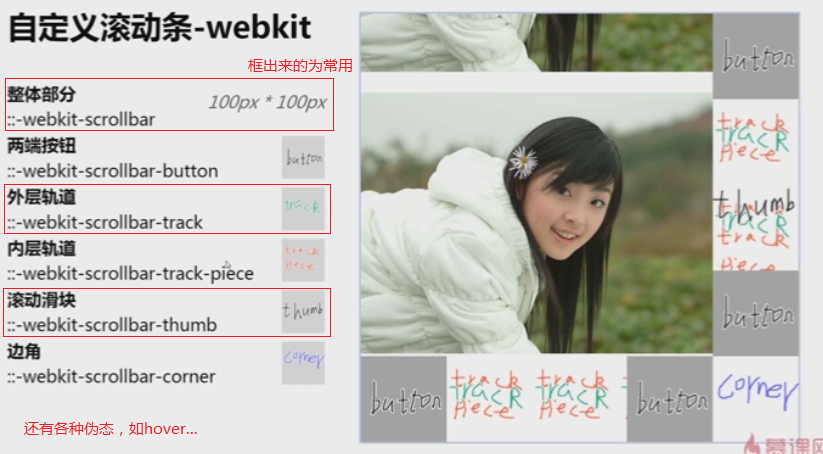 自定义滚动条-webkit
框出来的为常用
整体部分
100px * 100px
::-webkit-scrollbar
两端按钮
::-webkit-scrollbar-button
button
外层轨道
::-webkit-scrollbar-track
track
内层轨道
::-webkit-scrollbar-track-piece
track
piece
滚动滑块
::-webkit-scrollbar-thumb
thumb
边角
::-webkit-scrollbar-corner
corner
还有各种伪态，如hover...
button
track
track
piece
thumb
track
track
piece
button
button
track
track
piece
track
track
piece
button
corner
慕课网